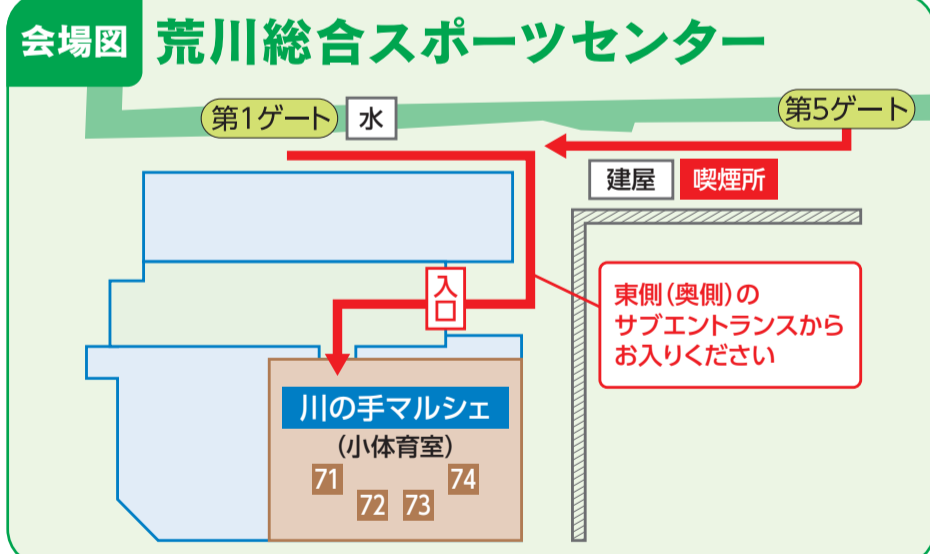 会場図 荒川総合スポーツセンター
第1ゲート
水
第5ゲート
建屋
喫煙所
入口
東側(奥側)の
サブエントランスから
お入りください
川の手マルシェ
(小体育室)
71
72
73
74